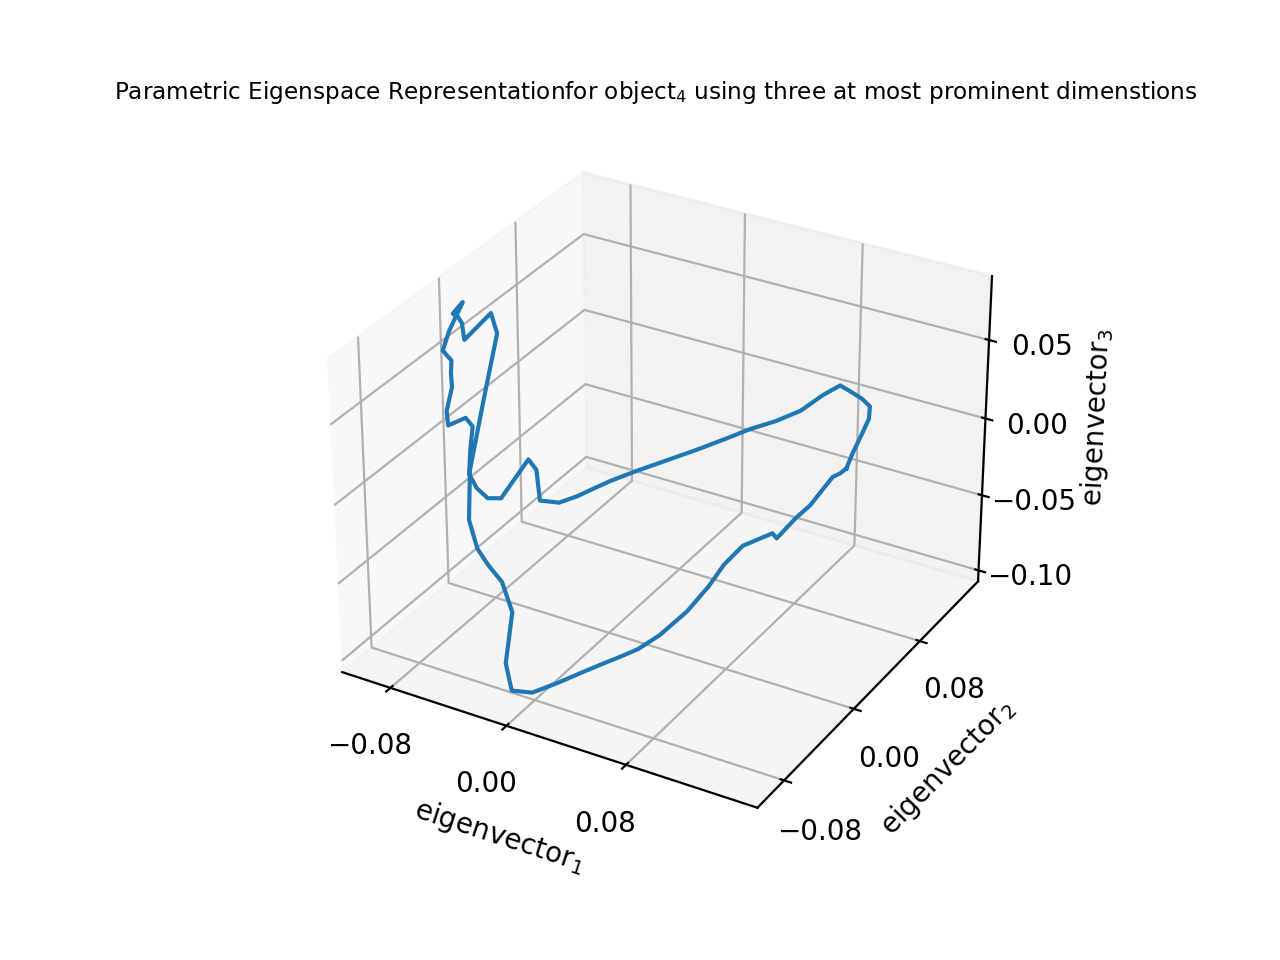 Parametric Eigenspace Representationfor object₄ using three at most prominent dimenstions
0.05
0.00
−0.05
−0.10
eigenvector₃
−0.08
0.00
0.08
eigenvector₁
0.08
0.00
−0.08
eigenvector₂